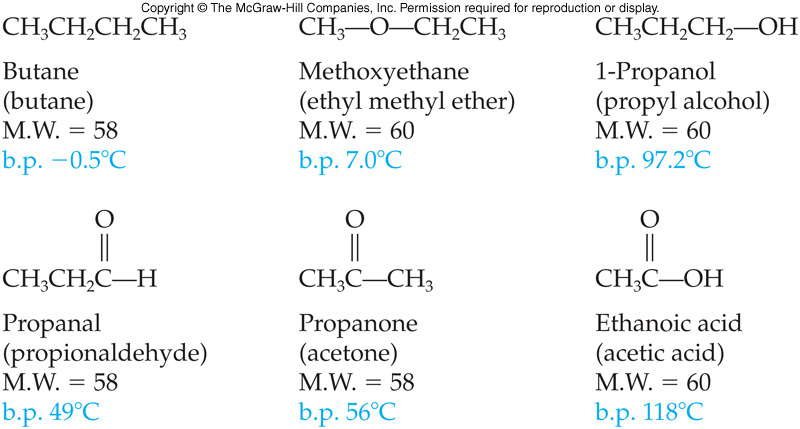 Copyright © The McGraw-Hill Companies, Inc. Permission required for reproduction or display.
CH₃CH₂CH₂CH₃
Butane
(butane)
M.W. = 58
b.p. −0.5°C
CH₃—O—CH₂CH₃
Methoxyethane
(ethyl methyl ether)
M.W. = 60
b.p. 7.0°C
CH₃CH₂CH₂—OH
1-Propanol
(propyl alcohol)
M.W. = 60
b.p. 97.2°C
O
||
CH₃CH₂C—H
Propanal
(propionaldehyde)
M.W. = 58
b.p. 49°C
O
||
CH₃C—CH₃
Propanone
(acetone)
M.W. = 58
b.p. 56°C
O
||
CH₃C—OH
Ethanoic acid
(acetic acid)
M.W. = 60
b.p. 118°C